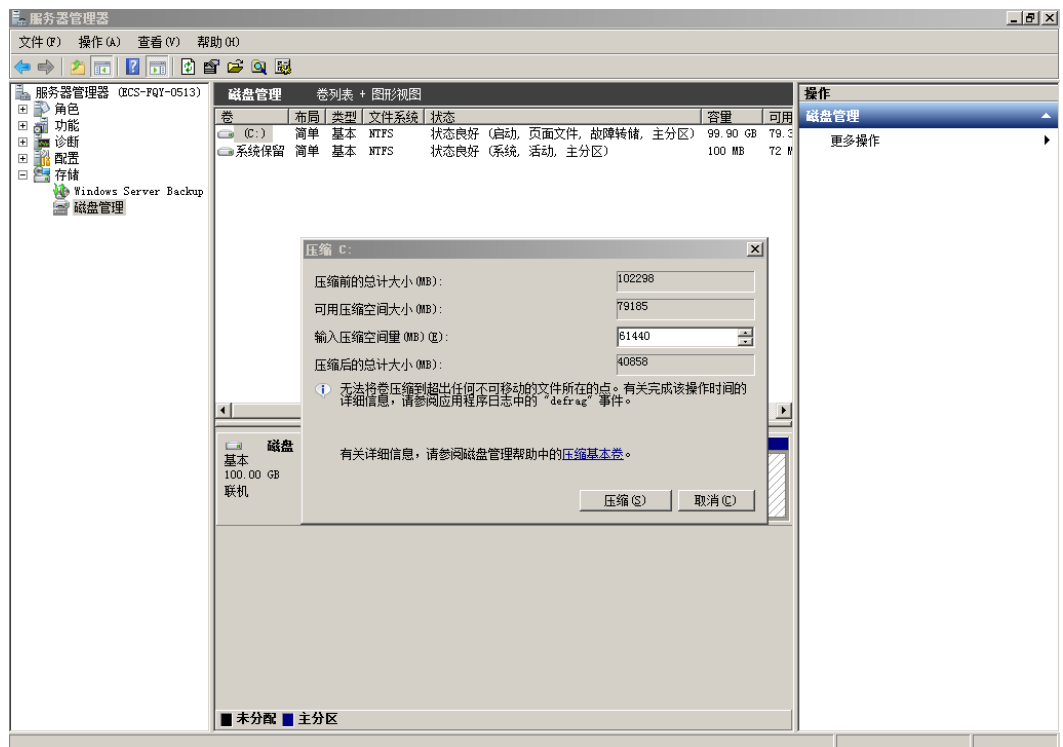 服务器管理器
文件(F) 操作(A) 查看(V) 帮助(H)
服务器管理器 (ECS-FQY-0513)
角色
功能
诊断
配置
存储
Windows Server Backup
磁盘管理
磁盘管理 卷列表 + 图形视图
卷 布局 类型 文件系统 状态 容量 可用
(C:) 简单 基本 NTFS 状态良好 (启动, 页面文件, 故障转储, 主分区) 99.90 GB 79.3
系统保留 简单 基本 NTFS 状态良好 (系统, 活动, 主分区) 100 MB 72 M
压缩 C:
压缩前的总计大小(MB): 102298
可用压缩空间大小(MB): 79185
输入压缩空间量(MB)(E): 61440
压缩后的总计大小(MB): 40858
无法将卷压缩到超出任何不可移动的文件所在的点。有关完成该操作时间的
详细信息，请参阅应用程序日志中的 "defrag" 事件。
有关详细信息，请参阅磁盘管理帮助中的压缩基本卷。
压缩(S) 取消(C)
磁盘
基本
100.00 GB
联机
未分配 主分区
操作
磁盘管理
更多操作